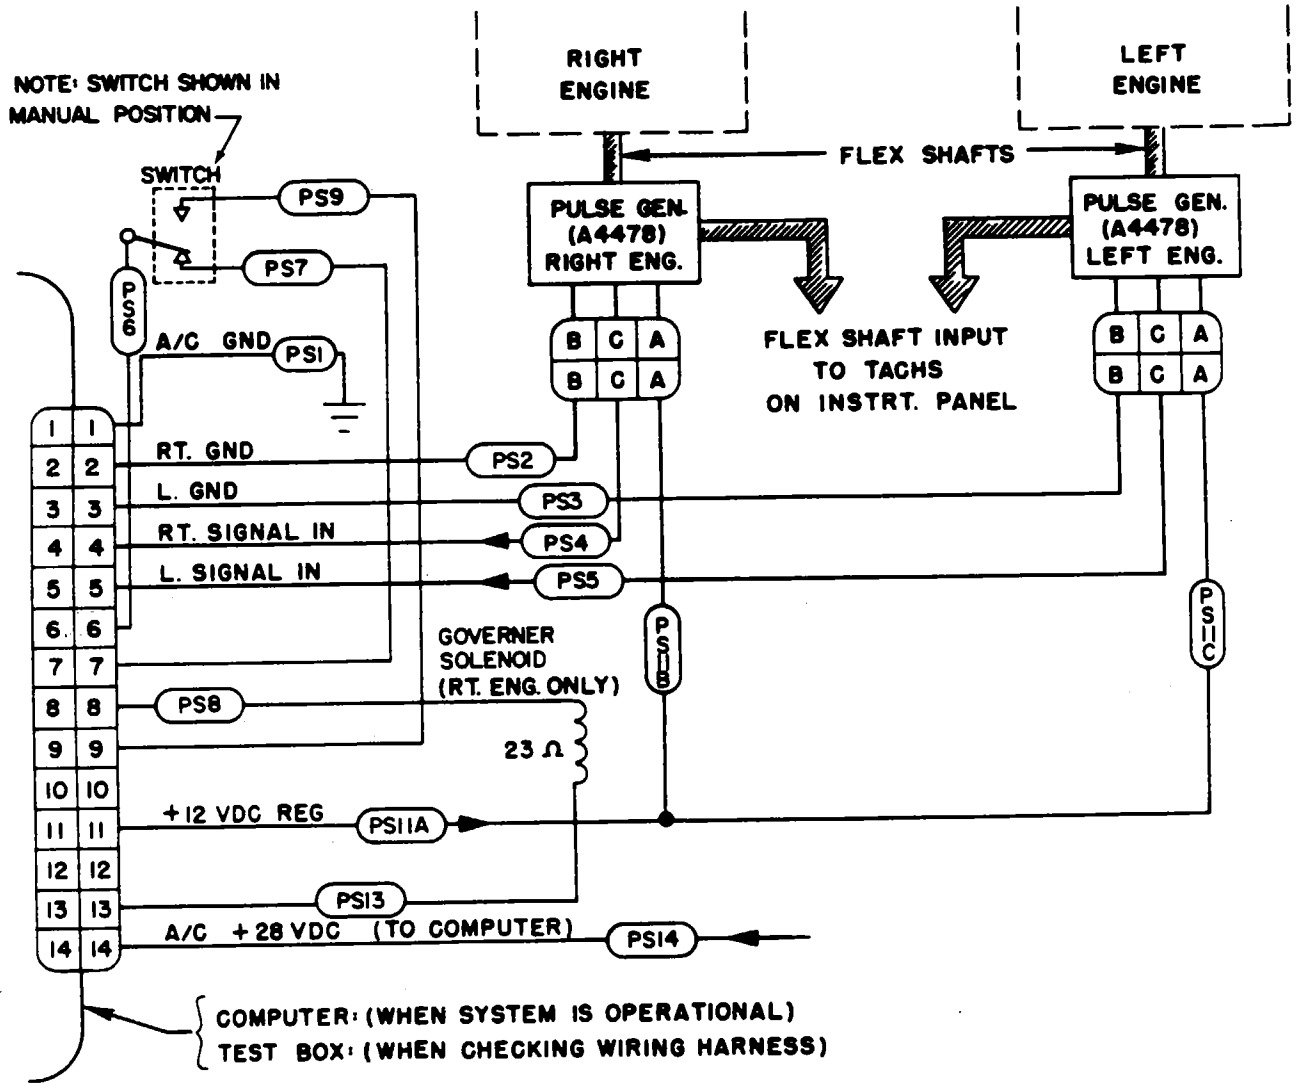 RIGHT
ENGINE
LEFT
ENGINE
NOTE: SWITCH SHOWN IN
MANUAL POSITION
FLEX SHAFTS
SWITCH
PS9
PULSE GEN.
(A4478)
RIGHT ENG.
PULSE GEN.
(A4478)
LEFT ENG.
PS7
PS6
A/C GND
PS1
B C A
B C A
FLEX SHAFT INPUT
TO TACHS
ON INSTRT. PANEL
B C A
B C A
1 1
2 2 RT. GND PS2
3 3 L. GND PS3
4 4 RT. SIGNAL IN PS4
5 5 L. SIGNAL IN PS5
6 6
7 7
GOVERNER
SOLENOID
(RT. ENG. ONLY)
PS11B
PS11C
8 8 PS8
9 9
23 Ω
10 10
11 11 +12 VDC REG PS11A
12 12
13 13 PS13
14 14 A/C +28 VDC (TO COMPUTER) PS14
COMPUTER: (WHEN SYSTEM IS OPERATIONAL)
TEST BOX: (WHEN CHECKING WIRING HARNESS)